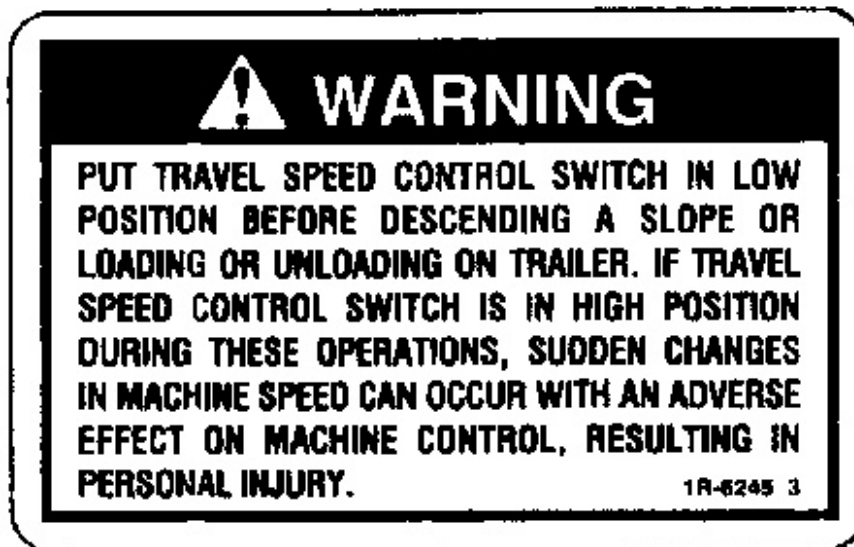 WARNING
PUT TRAVEL SPEED CONTROL SWITCH IN LOW
POSITION BEFORE DESCENDING A SLOPE OR
LOADING OR UNLOADING ON TRAILER. IF TRAVEL
SPEED CONTROL SWITCH IS IN HIGH POSITION
DURING THESE OPERATIONS, SUDDEN CHANGES
IN MACHINE SPEED CAN OCCUR WITH AN ADVERSE
EFFECT ON MACHINE CONTROL, RESULTING IN
PERSONAL INJURY. 1R-6245 3